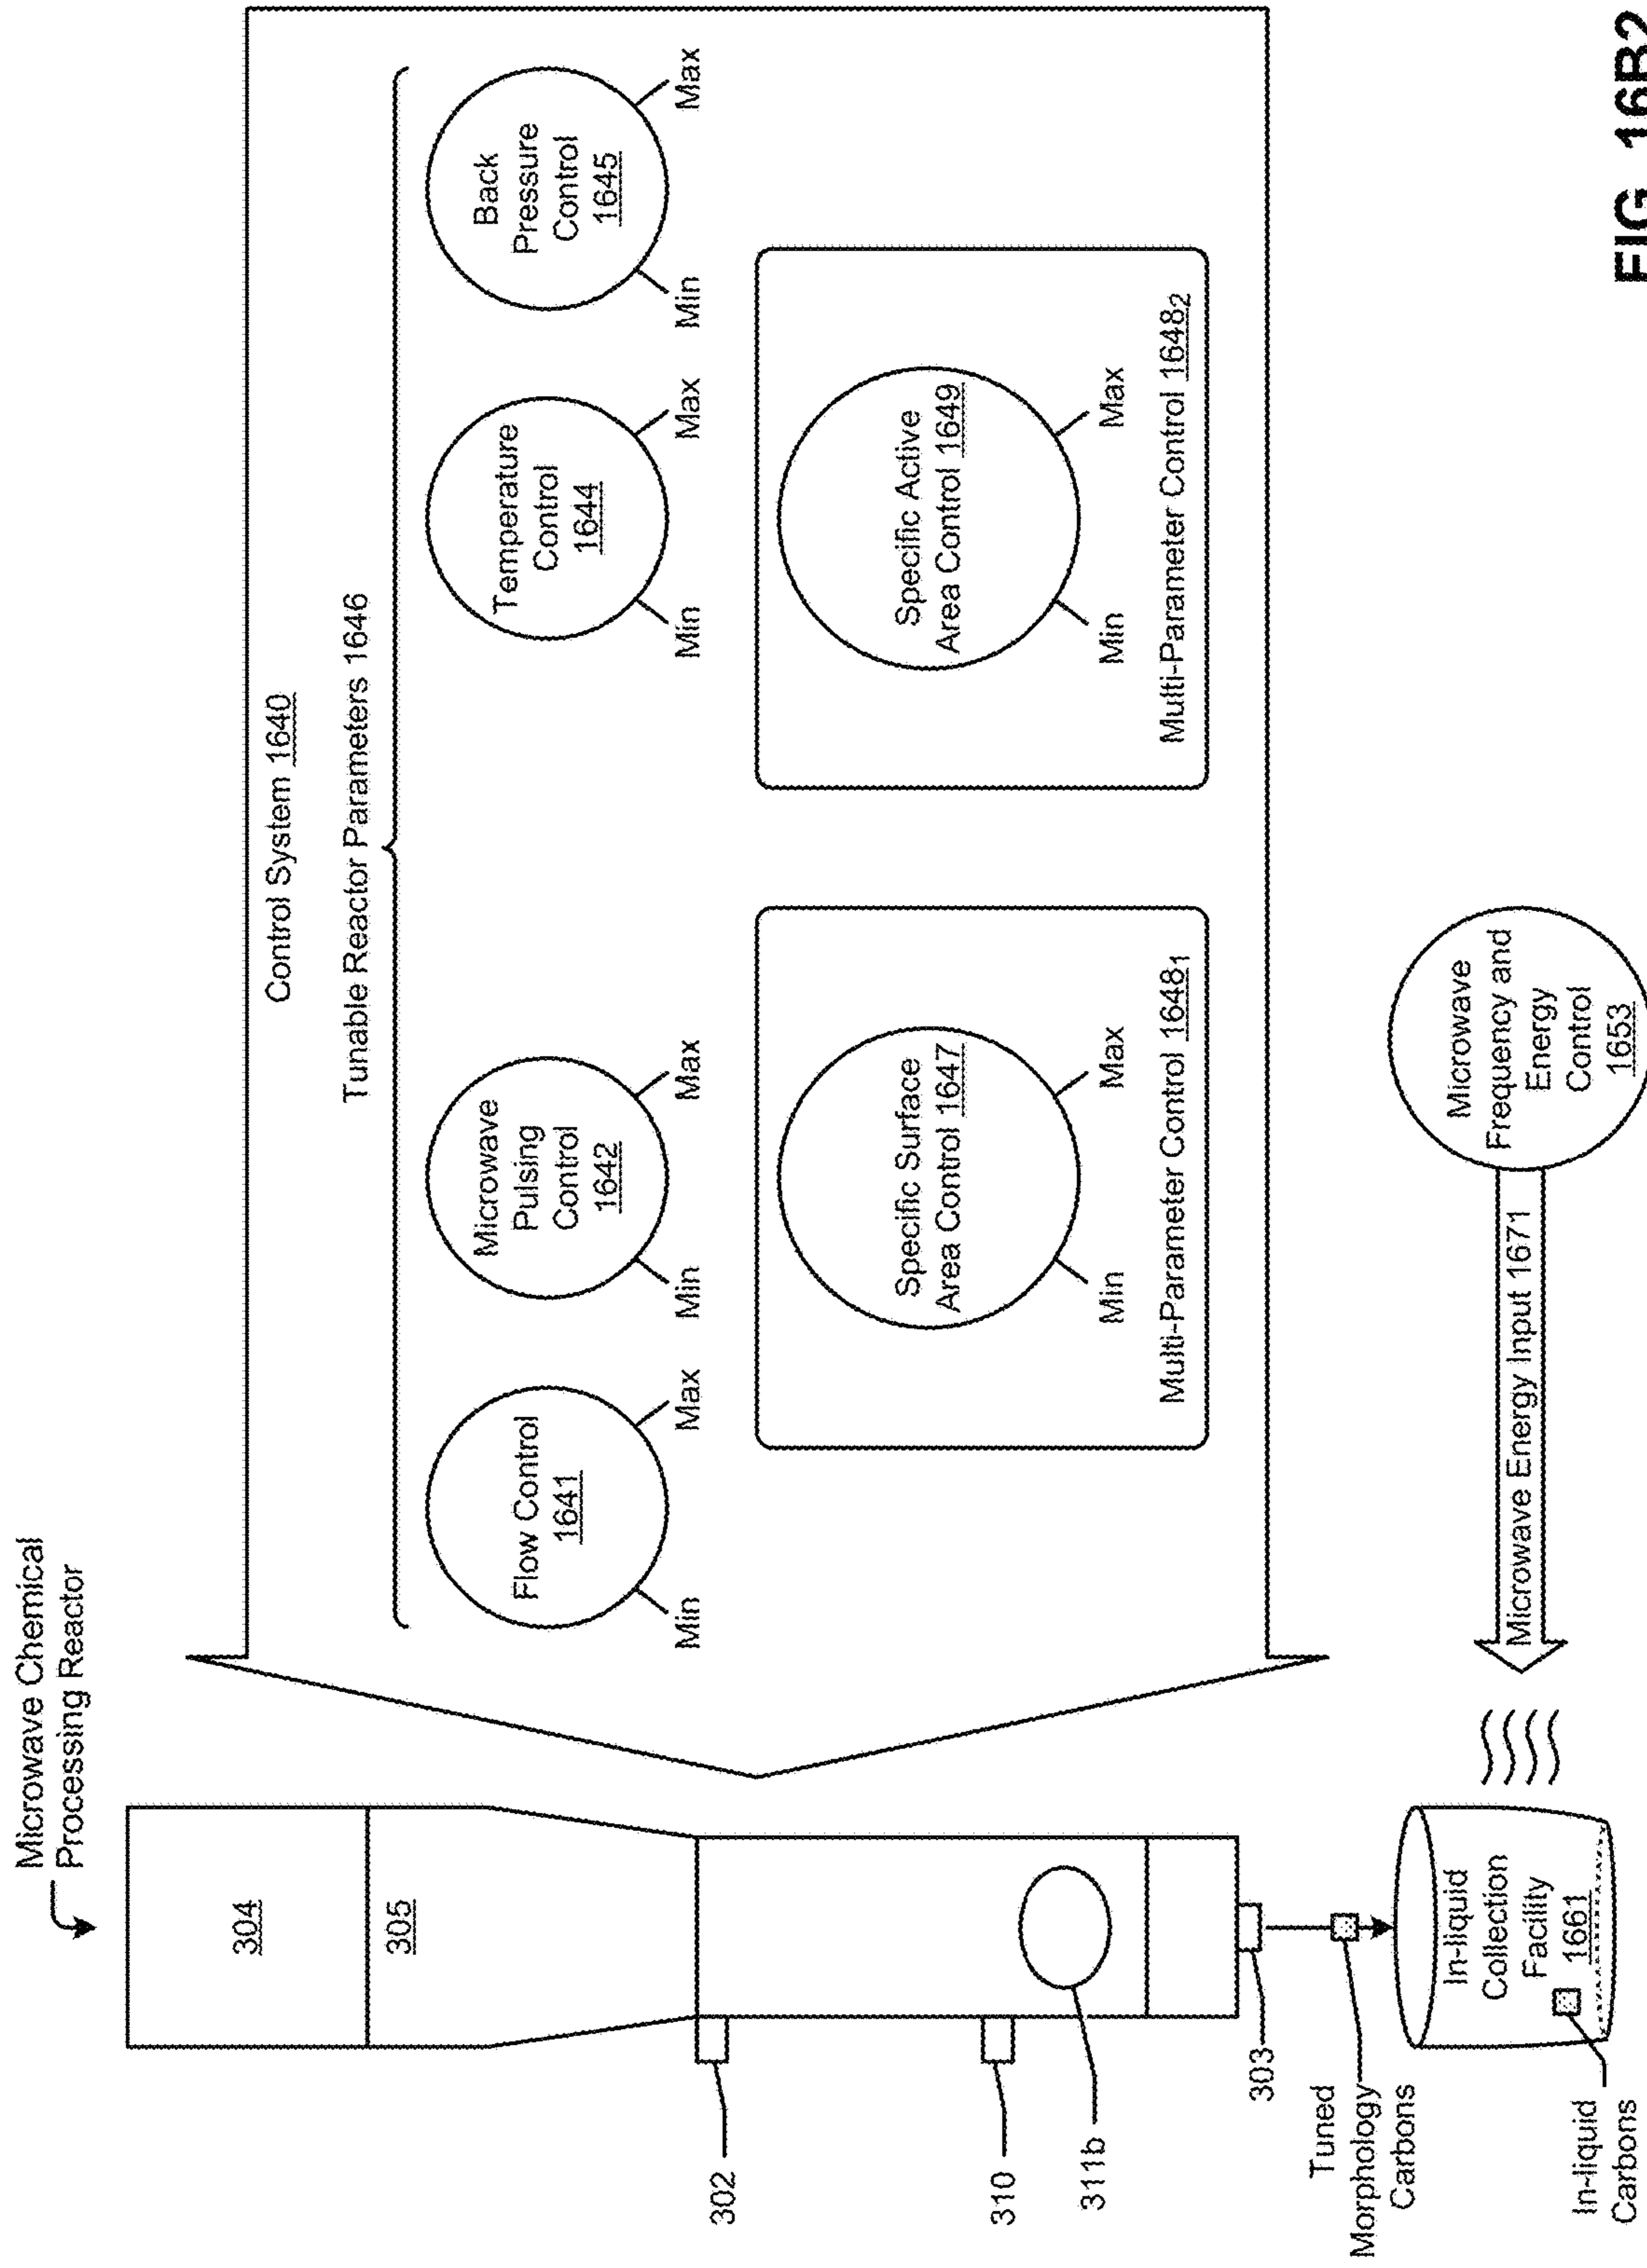 Microwave Chemical
Processing Reactor
304
305
302
310
311b
303
Tuned
Morphology
Carbons
In-liquid
Collection
Facility
1661
In-liquid
Carbons
Control System 1640
Tunable Reactor Parameters 1646
Flow Control
1641
Min
Max
Microwave
Pulsing
Control
1642
Min
Max
Temperature
Control
1644
Min
Max
Back
Pressure
Control
1645
Min
Max
Specific Surface
Area Control 1647
Min
Max
Multi-Parameter Control 1648₁
Specific Active
Area Control 1649
Min
Max
Multi-Parameter Control 1648₂
Microwave Energy Input 1671
Microwave
Frequency and
Energy
Control
1653
FIG. 16B2